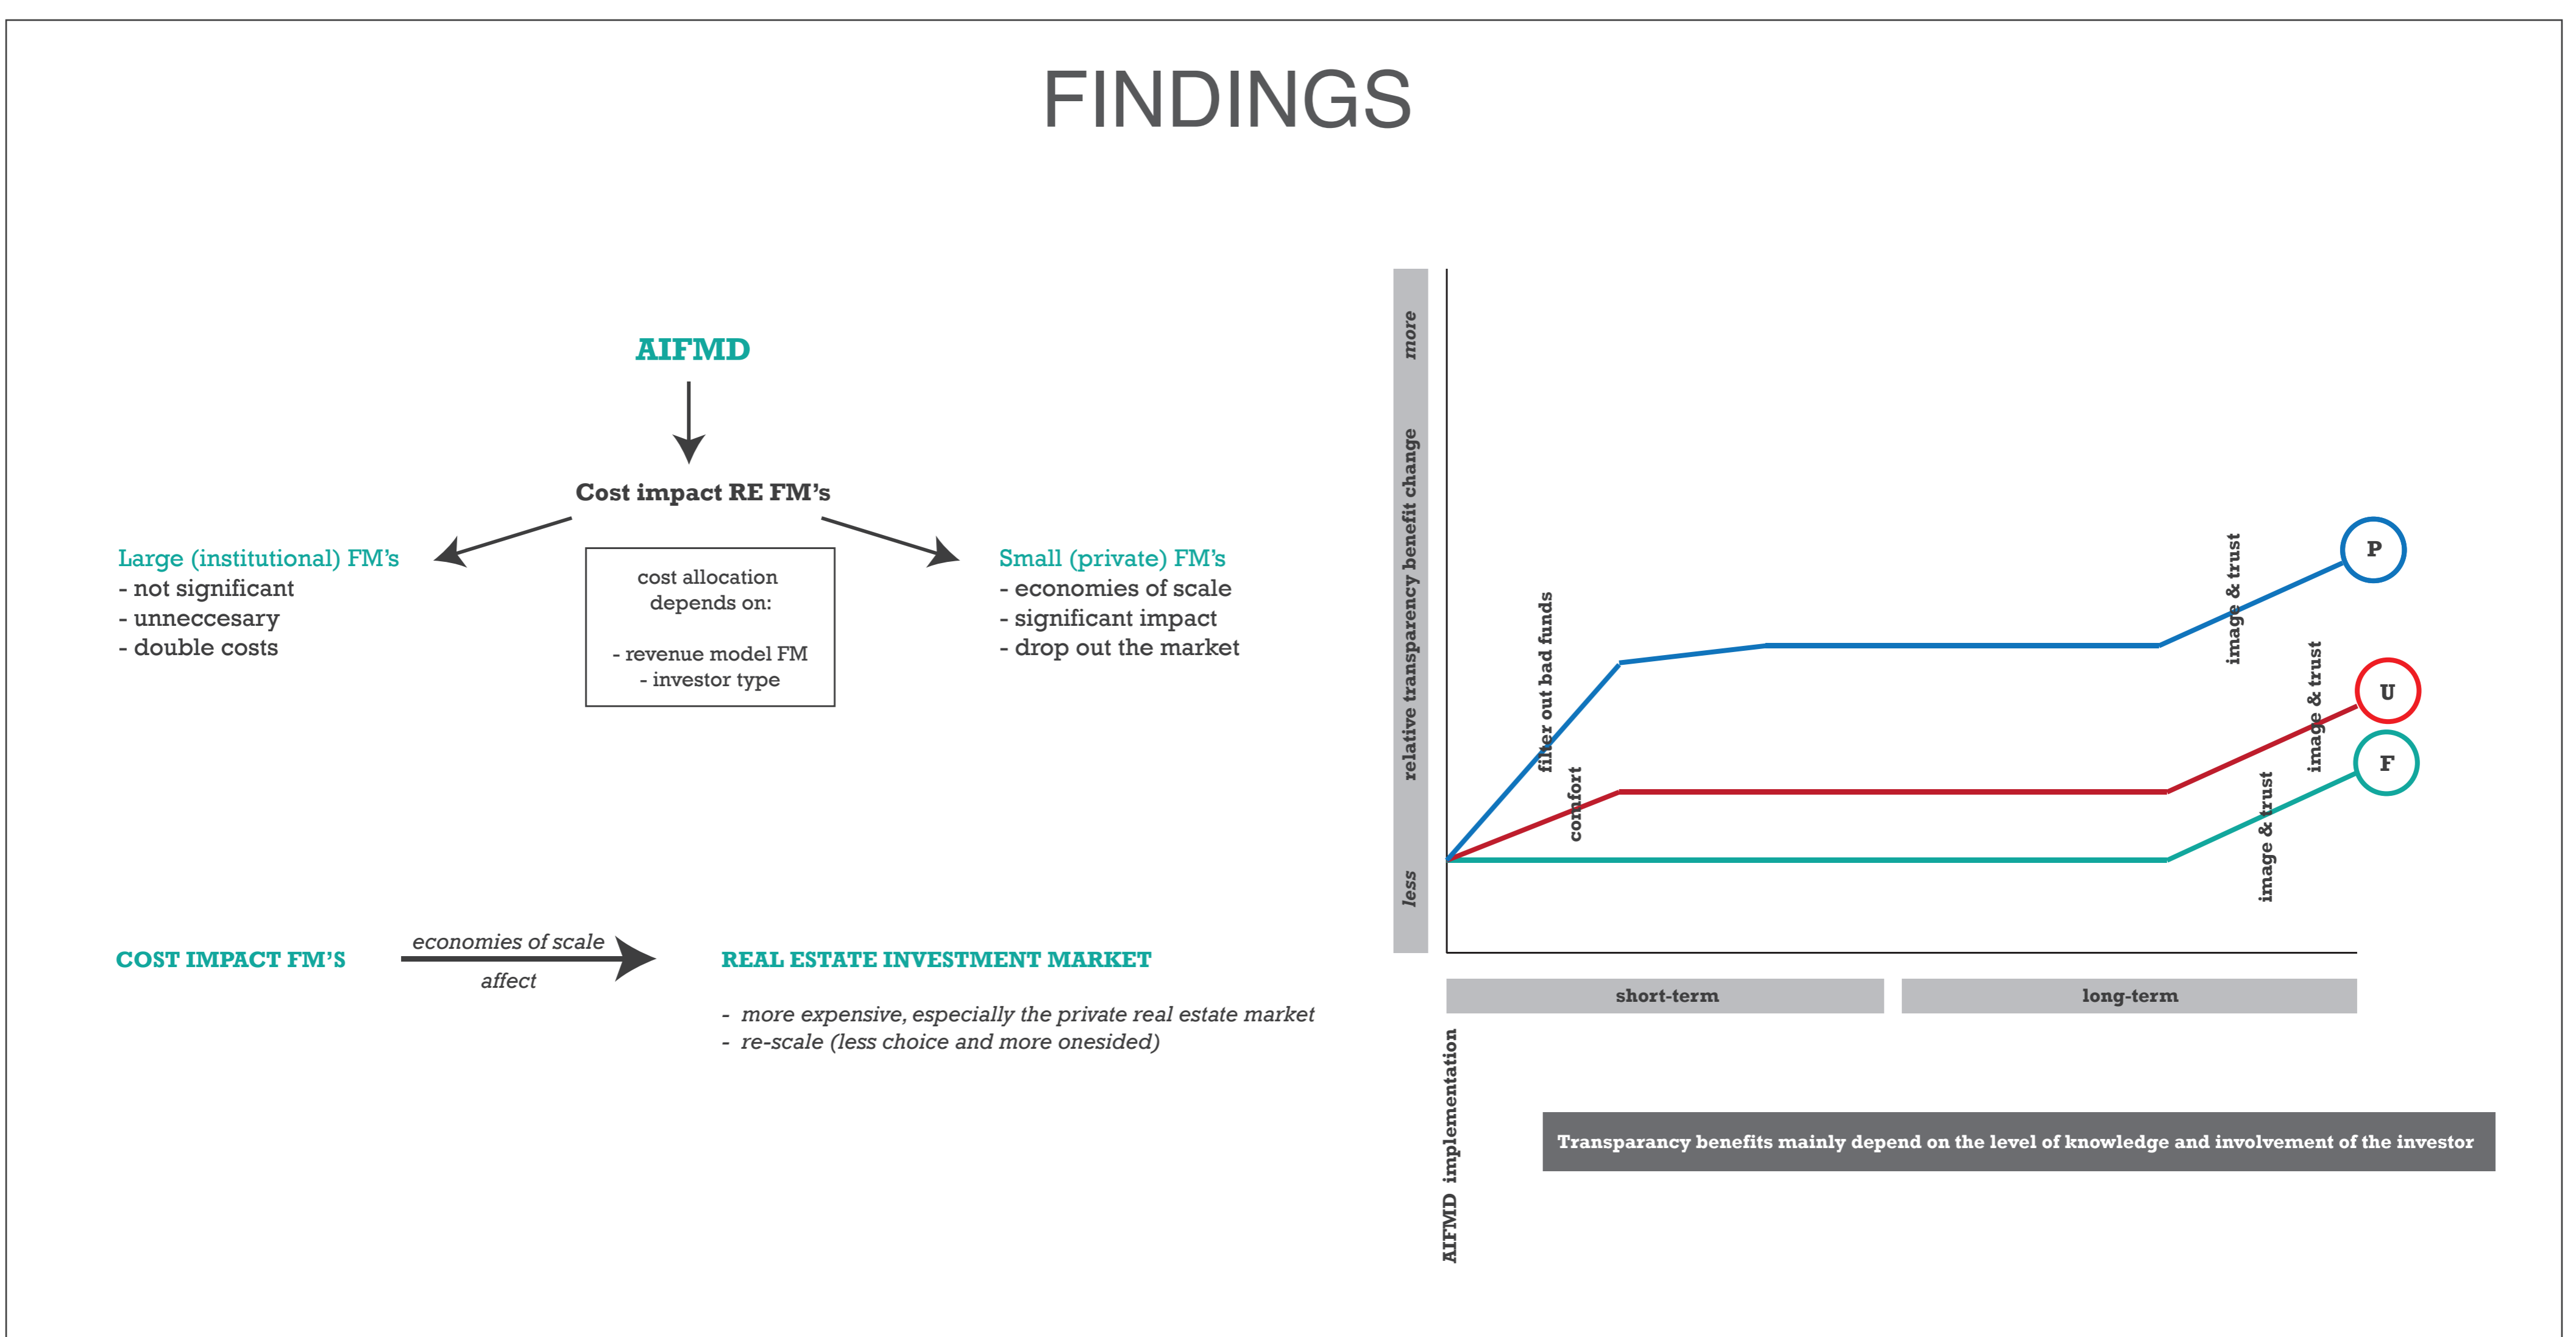 FINDINGS
AIFMD
Cost impact RE FM's
Large (institutional) FM's
- not significant
- unneccesary
- double costs
cost allocation
depends on:
- revenue model FM
- investor type
Small (private) FM's
- economies of scale
- significant impact
- drop out the market
COST IMPACT FM'S
economies of scale
affect
REAL ESTATE INVESTMENT MARKET
- more expensive, especially the private real estate market
- re-scale (less choice and more onesided)
more
relative transparency benefit change
less
filter out bad funds
comfort
image & trust
image & trust
image & trust
P
U
F
short-term
long-term
AIFMD implementation
Transparancy benefits mainly depend on the level of knowledge and involvement of the investor